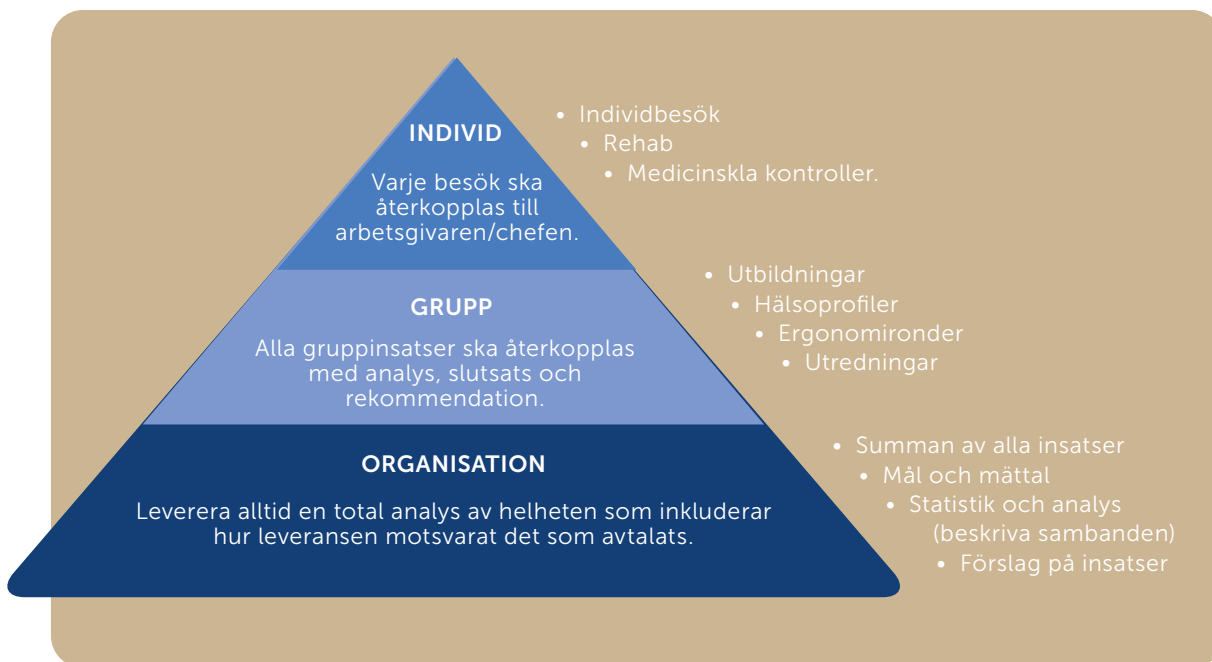 INDIVID
Varje besök ska
återkopplas till
arbetsgivaren/chefen.
• Individbesök
• Rehab
• Medicinskla kontroller.
GRUPP
Alla gruppinsatser ska återkopplas
med analys, slutsats och
rekommendation.
• Utbildningar
• Hälsoprofiler
• Ergonomironder
• Utredningar
ORGANISATION
Leverera alltid en total analys av helheten som inkluderar
hur leveransen motsvarat det som avtalats.
• Summan av alla insatser
• Mål och mättal
• Statistik och analys
(beskriva sambanden)
• Förslag på insatser